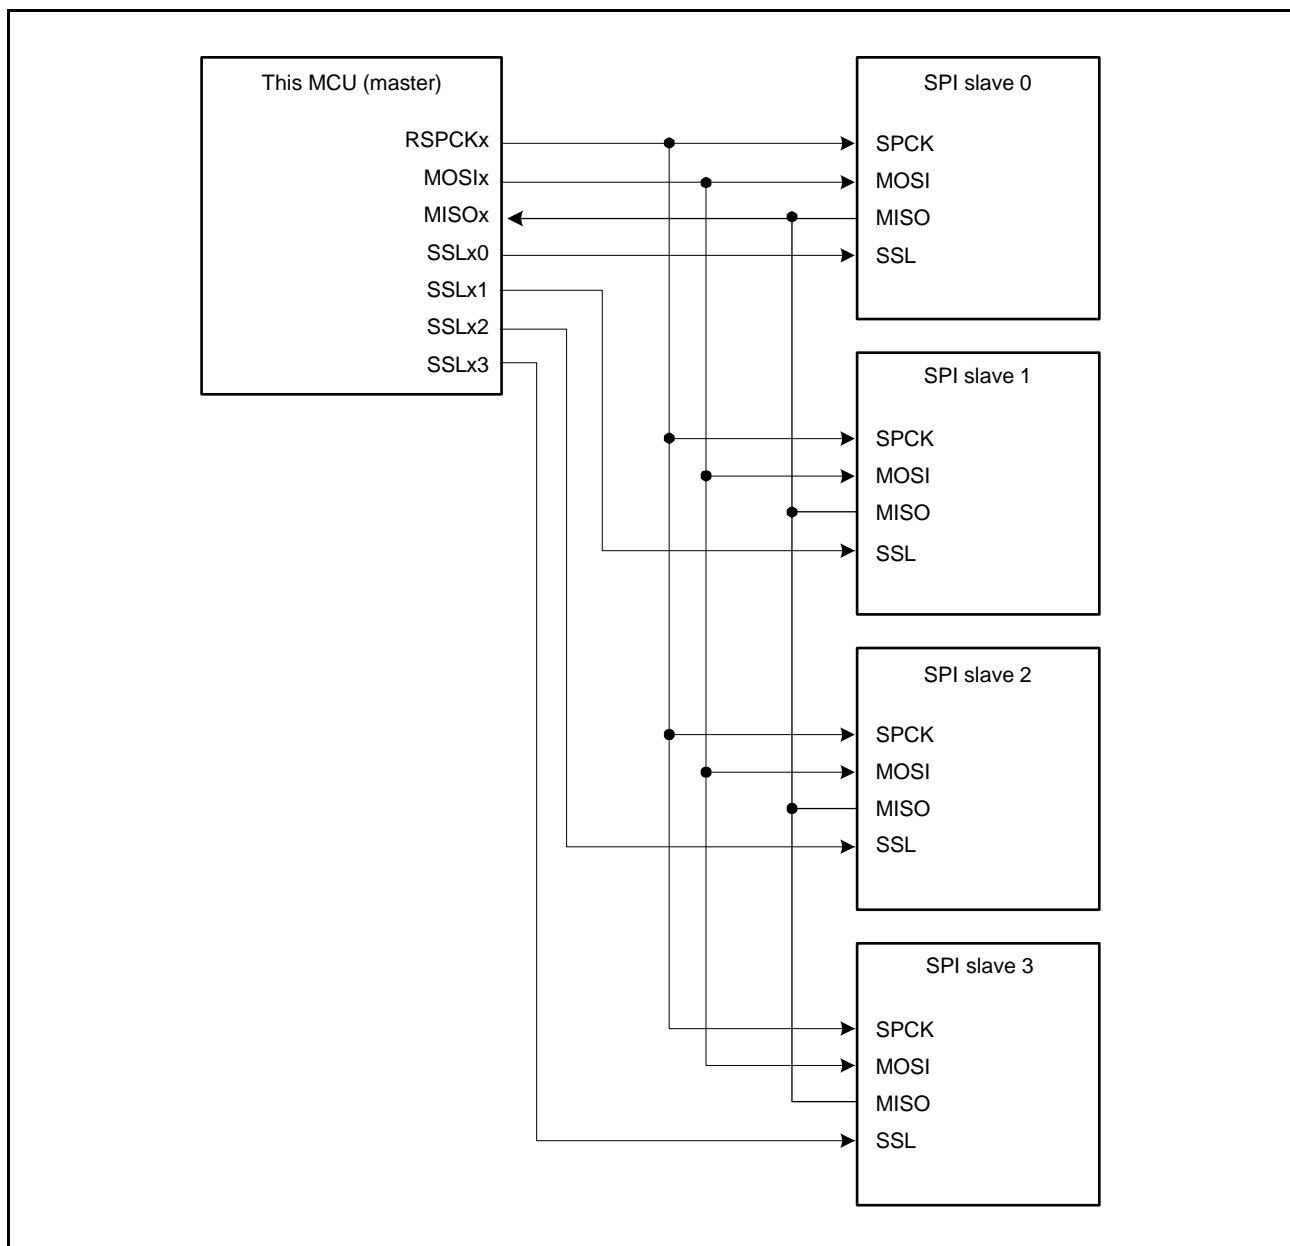 This MCU (master)
RSPCKx
MOSIx
MISOx
SSLx0
SSLx1
SSLx2
SSLx3
SPI slave 0
SPCK
MOSI
MISO
SSL
SPI slave 1
SPCK
MOSI
MISO
SSL
SPI slave 2
SPCK
MOSI
MISO
SSL
SPI slave 3
SPCK
MOSI
MISO
SSL